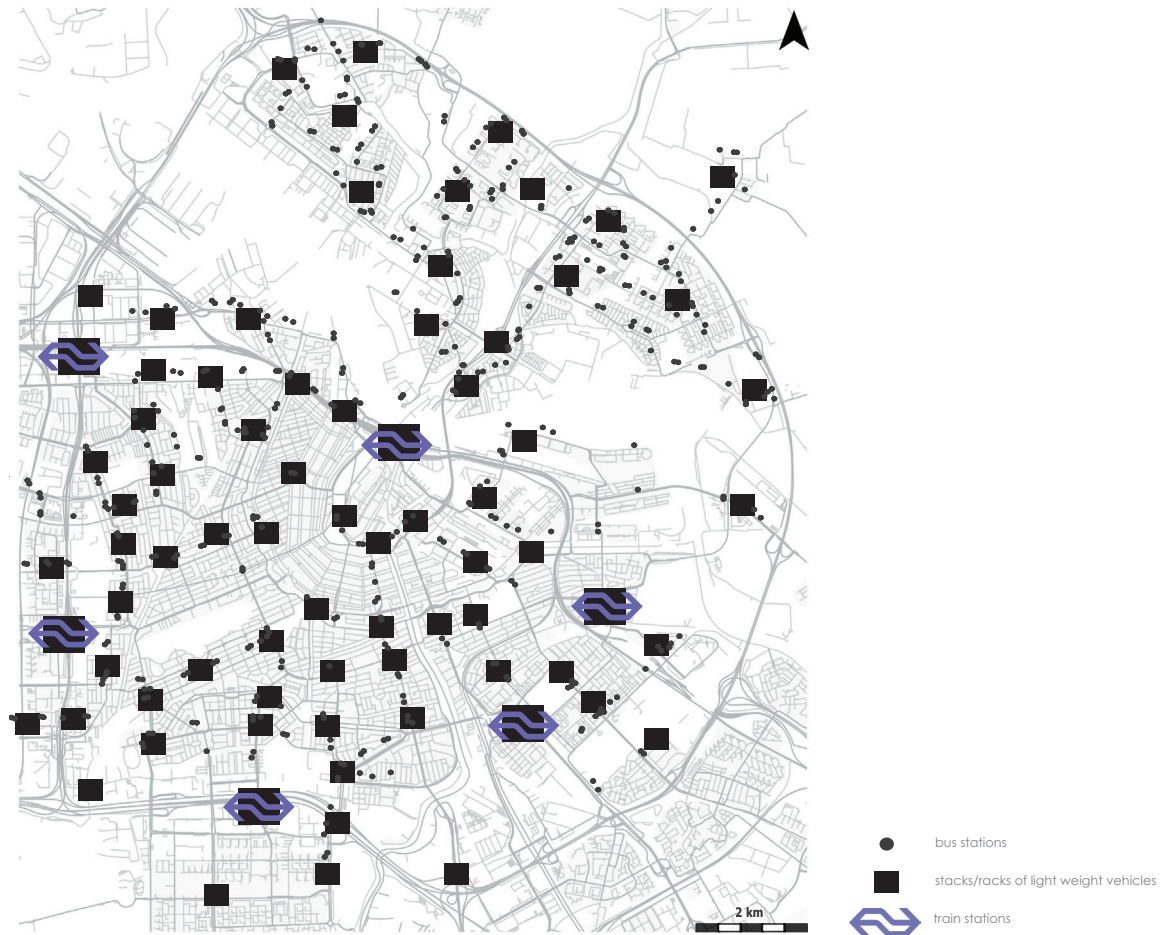 2 km
bus stations
stacks/racks of light weight vehicles
train stations